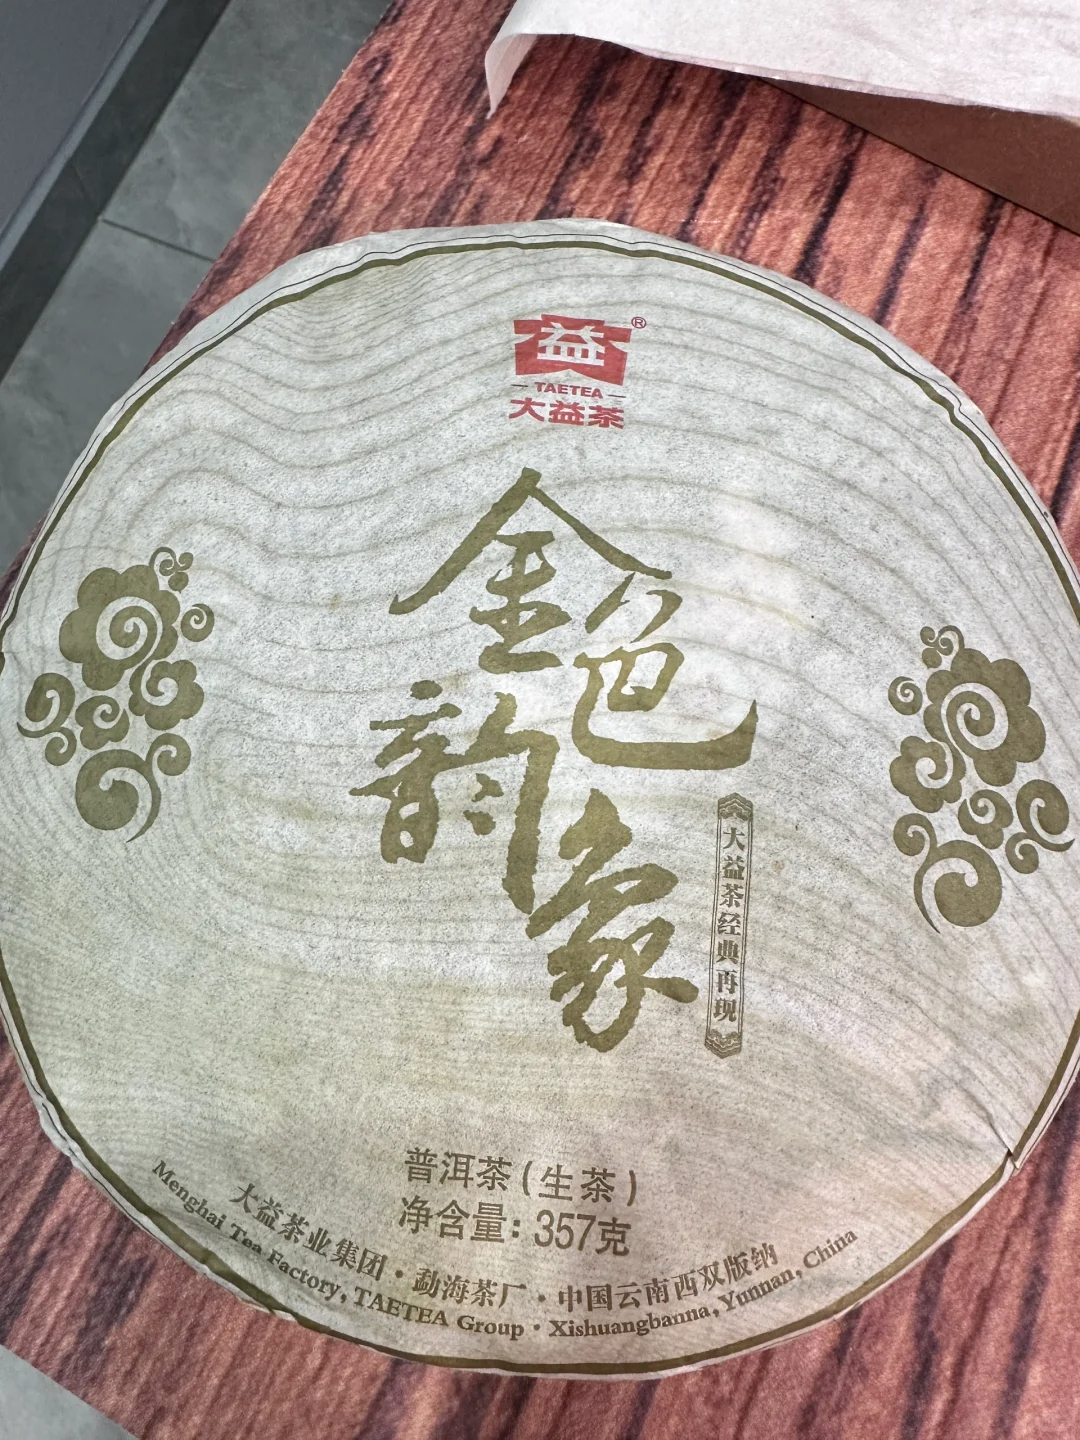 益®
TAETEA
大益茶
金色
韵象
大益茶经典再现
普洱茶(生茶)
净含量：357克
大益茶业集团·勐海茶厂·中国云南西双版纳
Menghai Tea Factory, TAETEA Group · Xishuangbanna, Yunnan, China